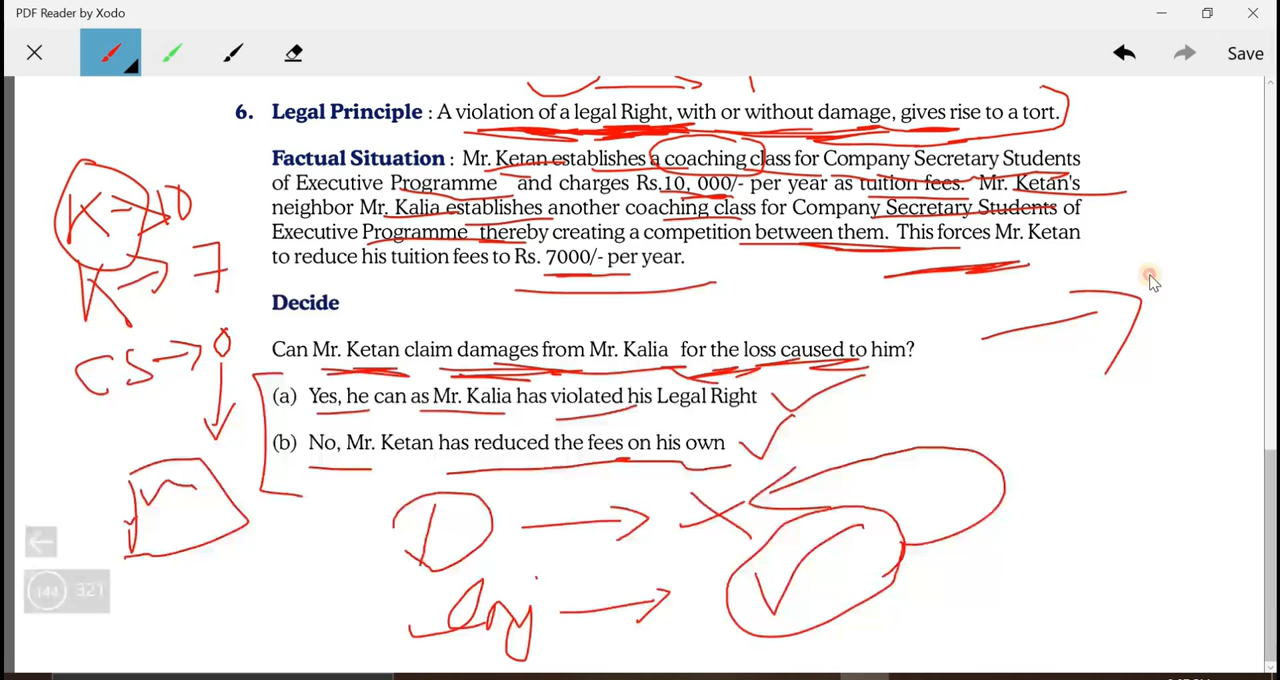 PDF Reader by Xodo
Save
6. Legal Principle : A violation of a legal Right, with or without damage, gives rise to a tort.
Factual Situation : Mr. Ketan establishes a coaching class for Company Secretary Students
of Executive Programme and charges Rs.10, 000/- per year as tuition fees. Mr. Ketan's
neighbor Mr. Kalia establishes another coaching class for Company Secretary Students of
Executive Programme thereby creating a competition between them. This forces Mr. Ketan
to reduce his tuition fees to Rs. 7000/- per year.
Decide
Can Mr. Ketan claim damages from Mr. Kalia for the loss caused to him?
(a) Yes, he can as Mr. Kalia has violated his Legal Right
(b) No, Mr. Ketan has reduced the fees on his own
K → 10
K → 7
CS →
D →
Inj →
144 321